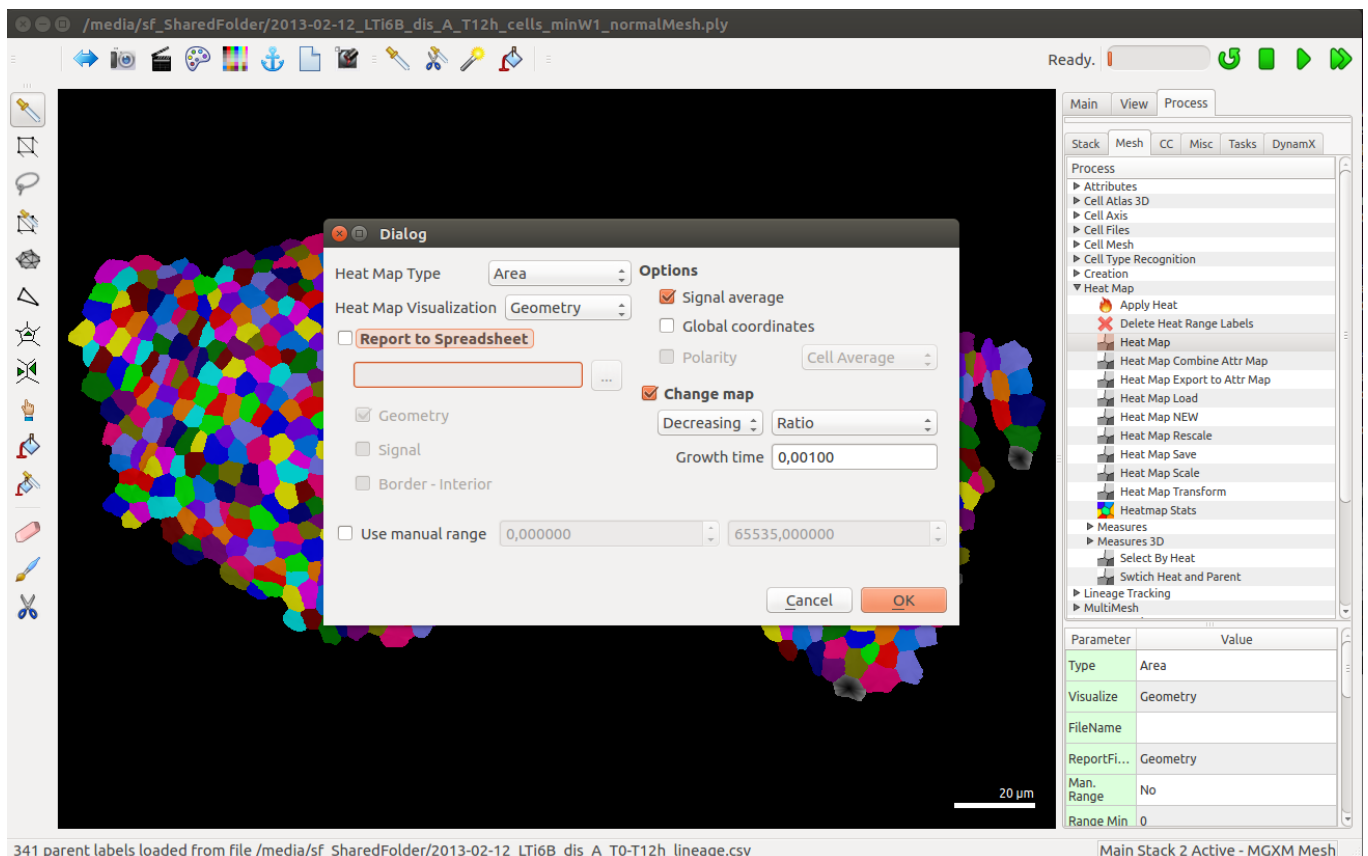 /media/sf_SharedFolder/2013-02-12_LTi6B_dis_A_T12h_cells_minW1_normalMesh.ply
Ready.
Main View Process
Stack Mesh CC Misc Tasks DynamX
Process
Attributes
Cell Atlas 3D
Cell Axis
Cell Files
Cell Mesh
Cell Type Recognition
Creation
Heat Map
Apply Heat
Delete Heat Range Labels
Heat Map
Heat Map Combine Attr Map
Heat Map Export to Attr Map
Heat Map Load
Heat Map NEW
Heat Map Rescale
Heat Map Save
Heat Map Scale
Heat Map Transform
Heatmap Stats
Measures
Measures 3D
Select By Heat
Swtich Heat and Parent
Lineage Tracking
MultiMesh
Dialog
Heat Map Type Area
Heat Map Visualization Geometry
Report to Spreadsheet
...
Geometry
Signal
Border - Interior
Options
Signal average
Global coordinates
Polarity Cell Average
Change map
Decreasing Ratio
Growth time 0,00100
Use manual range 0,000000 65535,000000
Cancel OK
Parameter Value
Type Area
Visualize Geometry
FileName
ReportFi... Geometry
Man. Range No
Range Min 0
20 µm
341 parent labels loaded from file /media/sf_SharedFolder/2013-02-12_LTi6B_dis_A_T0-T12h_lineage.csv
Main Stack 2 Active - MGXM Mesh